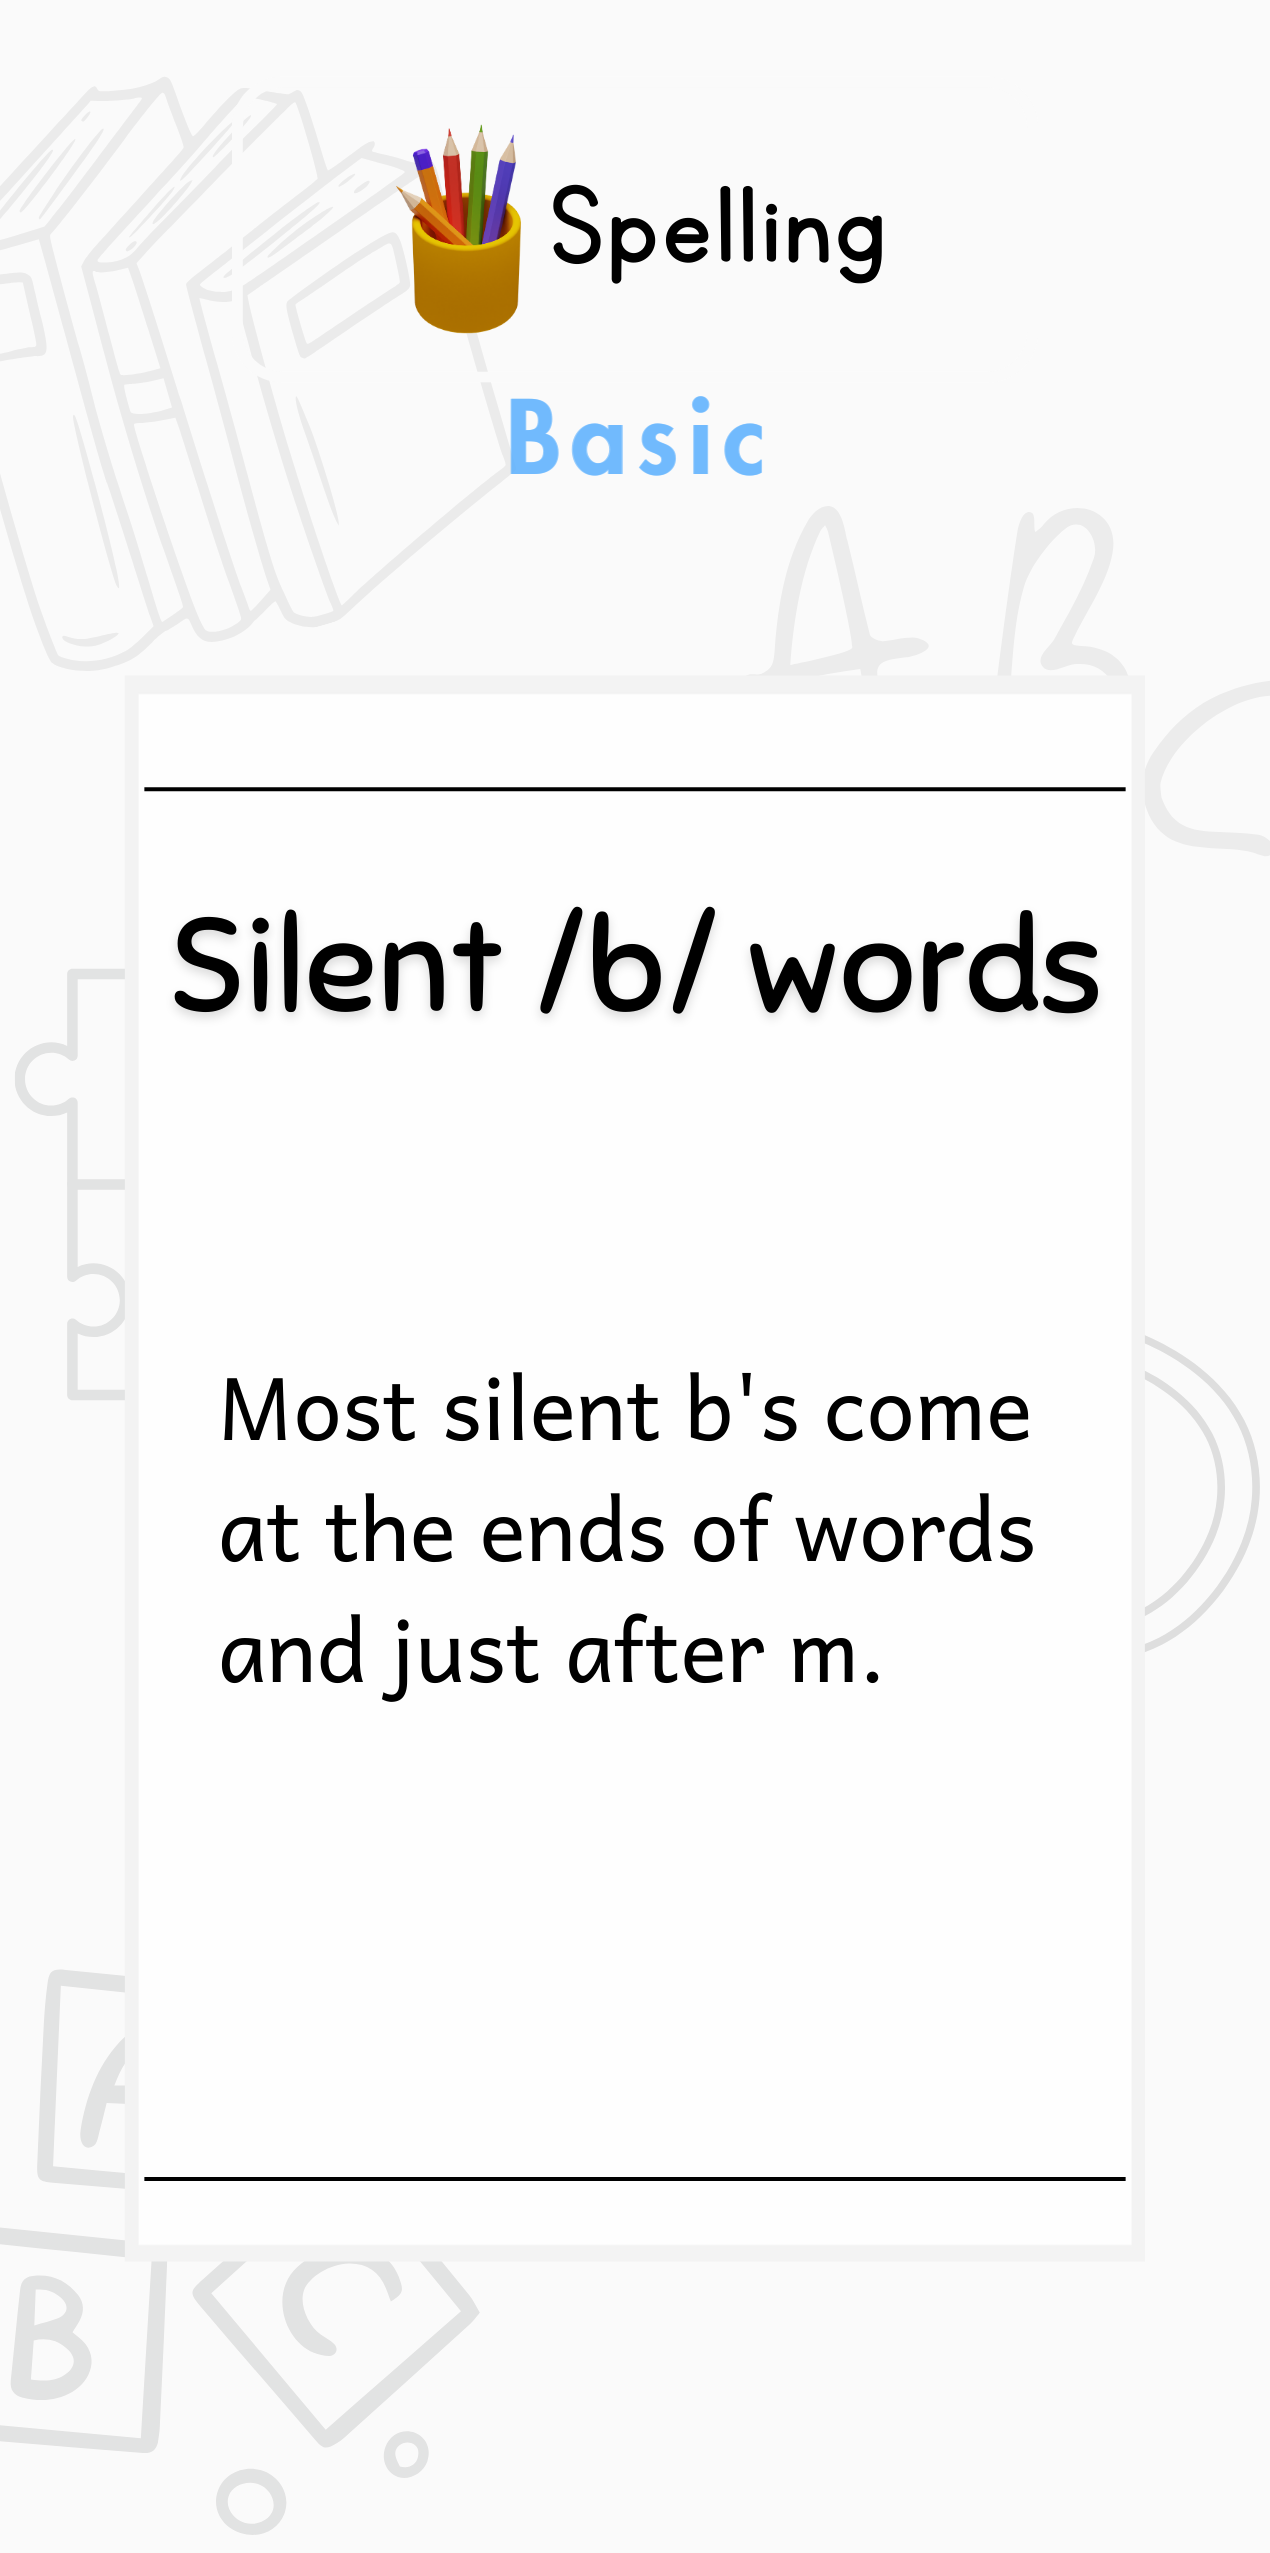 Spelling
Basic
A B
Silent /b/ words
Most silent b's come
at the ends of words
and just after m.
A
B
C